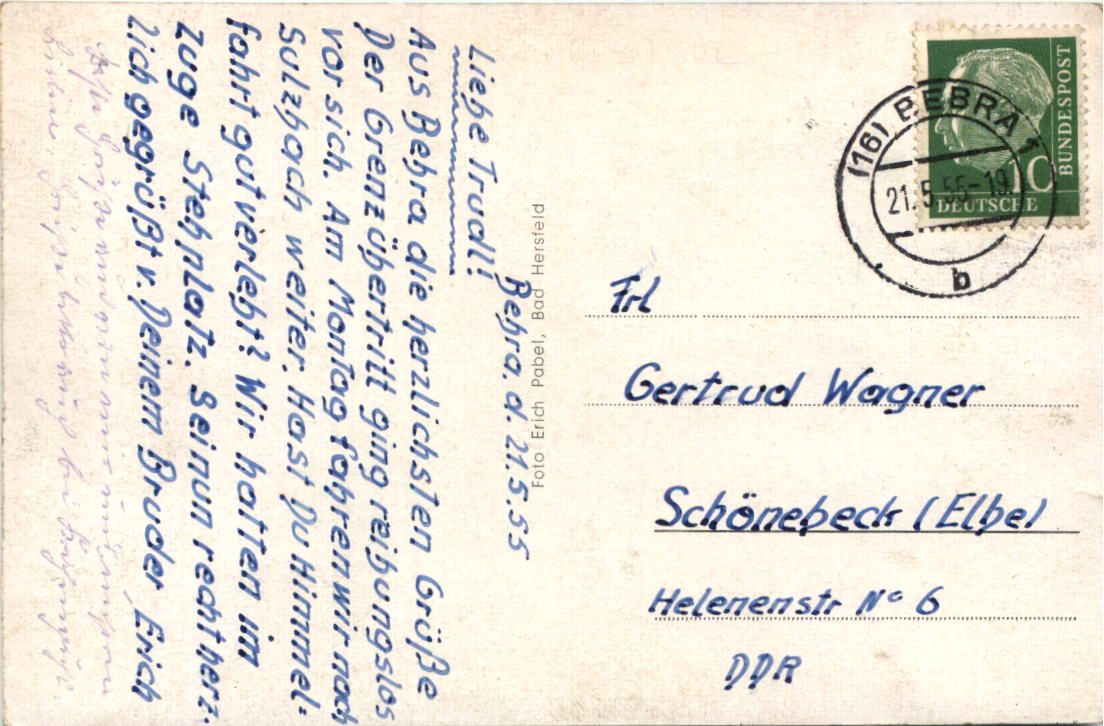 Bebra. d. 21.5.55
Liebe Trudl!
Aus Bebra die herzlichsten Grüße
Der Grenzübertritt ging reibungslos
vor sich. Am Montag fahren wir nach
Sulzbach weiter. Hast Du Himmel-
fahrt gut verlebt? Wir hatten im
Zuge Stehplatz. Sei nun recht herz-
lich gegrüßt v. Deinem Bruder, Erich
Foto Erich Pabel, Bad Hersfeld
(16) BEBRA 1
21.5.55-19
b
BUNDESPOST
DEUTSCHE
Frl
Gertrud Wagner
Schönebeck (Elbe)
Helenenstr No 6
DDR